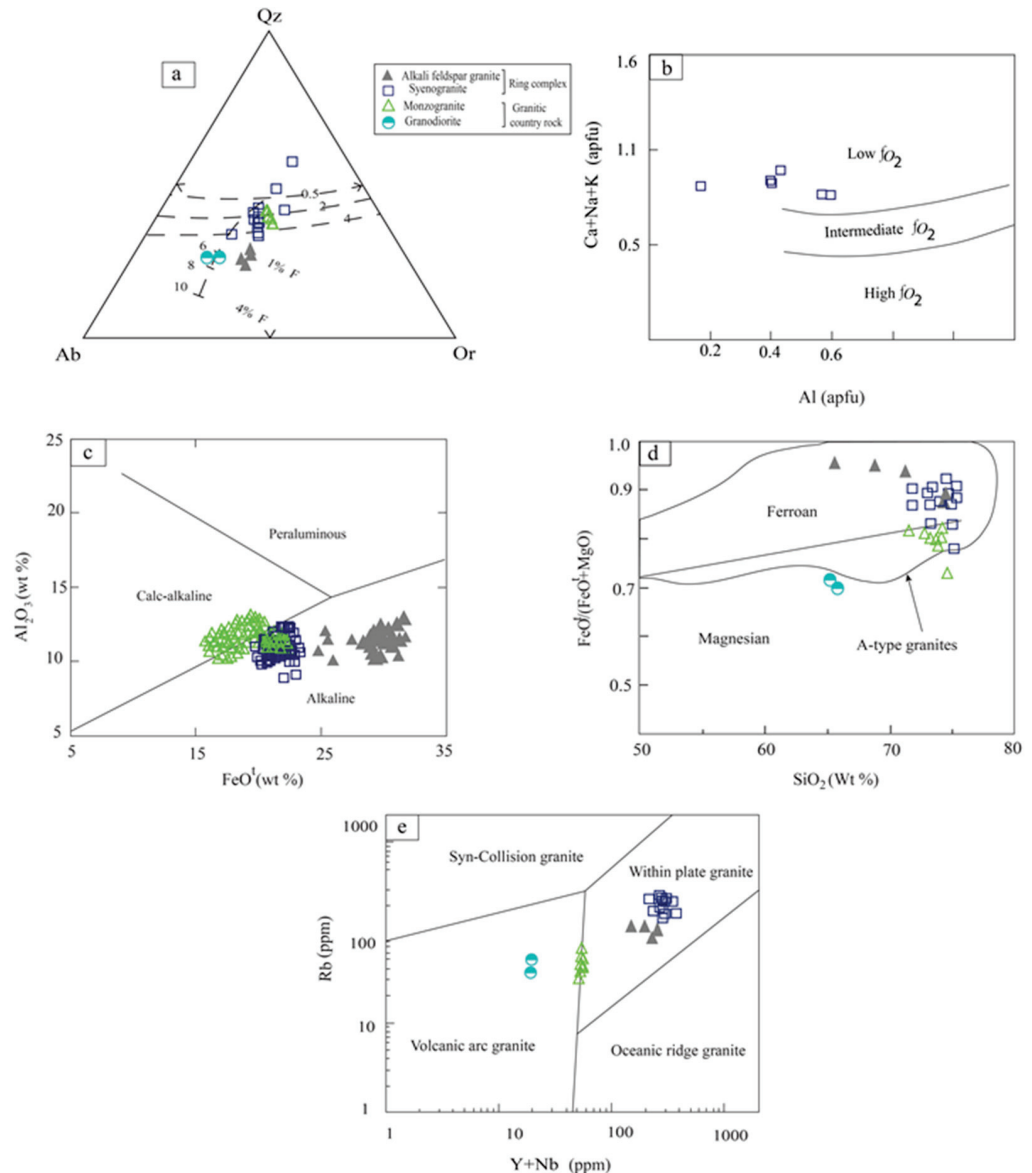 Qz
a
Alkali feldspar granite
Syenogranite
Ring complex
Monzogranite
Granodiorite
Granitic
country rock
0.5
2
4
6
8
10
1% F
4% F
Ab
Or
b
1.6
1.1
0.5
Ca+Na+K (apfu)
Low fO2
Intermediate fO2
High fO2
0.2
0.4
0.6
Al (apfu)
c
25
20
15
10
5
Al2O3 (wt %)
Peraluminous
Calc-alkaline
Alkaline
5
15
25
35
FeOt (wt %)
d
1.0
0.9
0.7
0.5
FeOt/(FeOt+MgO)
Ferroan
Magnesian
A-type granites
50
60
70
80
SiO2 (Wt %)
e
1000
100
10
1
Rb (ppm)
Syn-Collision granite
Within plate granite
Volcanic arc granite
Oceanic ridge granite
1
10
100
1000
Y+Nb (ppm)